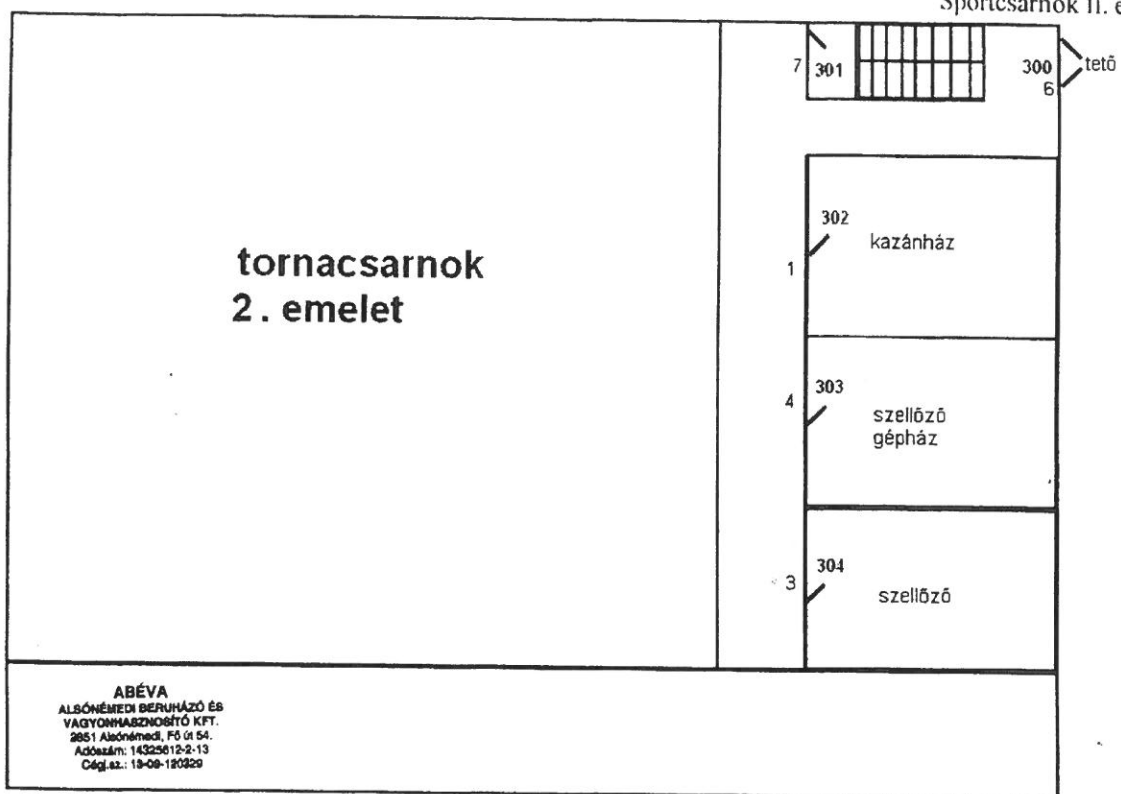 Sportcsarnok II. e
7 301
300 tető
6
302
kazánház
1
tornacsarnok
2. emelet
4 303
szellőző
gépház
3 304
szellőző
ABÉVA
ALSÓNÉMEDI BERUHÁZÓ ÉS
VAGYONHASZNOSÍTÓ KFT.
2351 Alsónémedi, Fő út 54.
Adószám: 14325612-2-13
Cégj.sz.: 13-09-120329